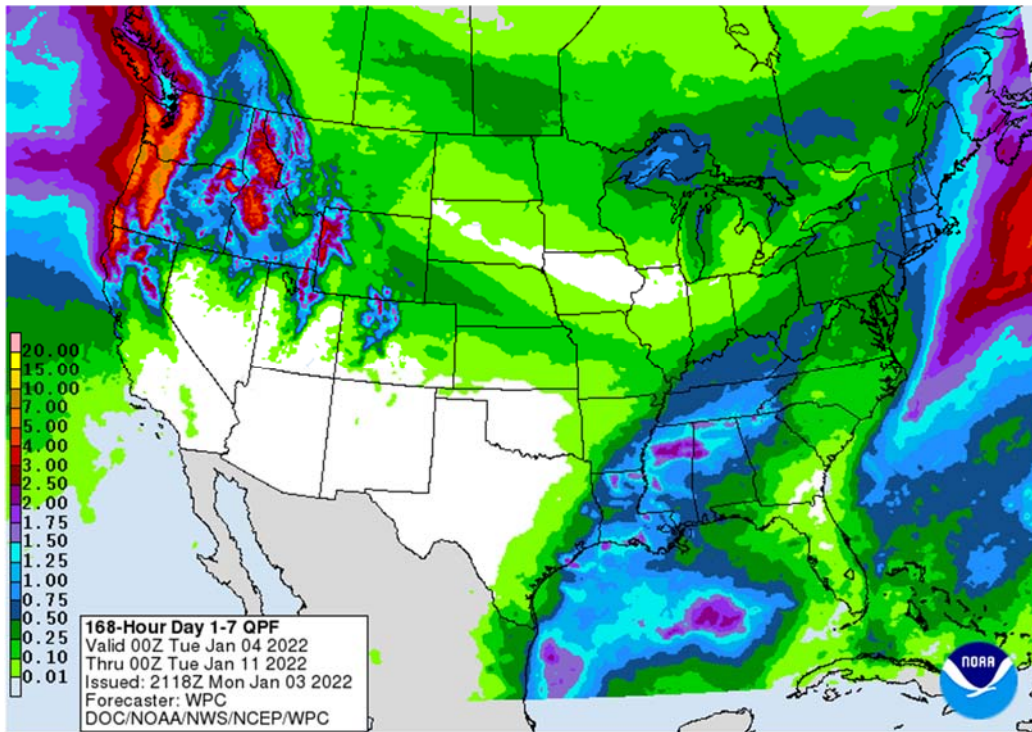 20.00
15.00
10.00
7.00
5.00
4.00
3.00
2.50
2.00
1.75
1.50
1.25
1.00
0.75
0.50
0.25
0.10
0.01
168-Hour Day 1-7 QPF
Valid 00Z Tue Jan 04 2022
Thru 00Z Tue Jan 11 2022
Issued: 2118Z Mon Jan 03 2022
Forecaster: WPC
DOC/NOAA/NWS/NCEP/WPC
NOAA